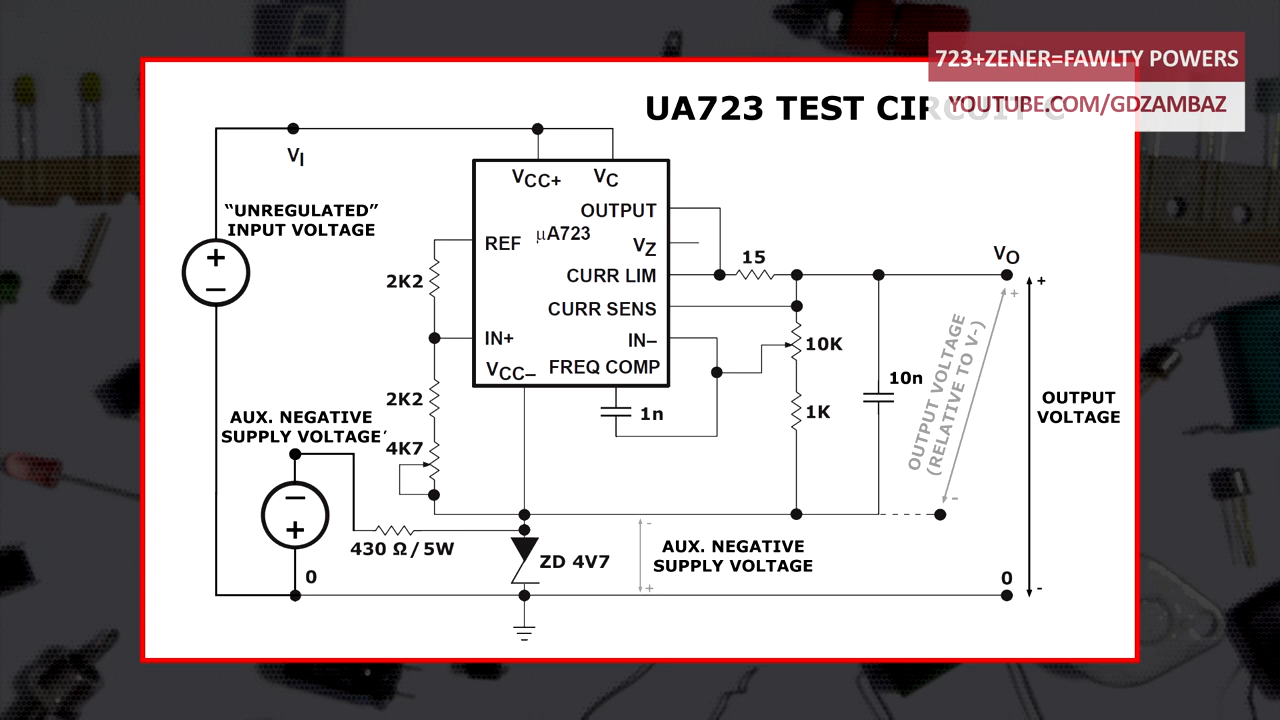 723+ZENER=FAWLTY POWERS
YOUTUBE.COM/GDZAMBAZ
UA723 TEST CIRCUIT C
VI
VCC+ VC
"UNREGULATED"
INPUT VOLTAGE
+
−
OUTPUT
REF
µA723
VZ
2K2
CURR LIM
15
VO
CURR SENS
IN+
IN–
10K
VCC–
FREQ COMP
2K2
1n
1K
10n
OUTPUT VOLTAGE
(RELATIVE TO V-)
+
-
+
OUTPUT
VOLTAGE
-
AUX. NEGATIVE
SUPPLY VOLTAGE'
4K7
−
+
430 Ω/5W
ZD 4V7
-
+
AUX. NEGATIVE
SUPPLY VOLTAGE
0
0